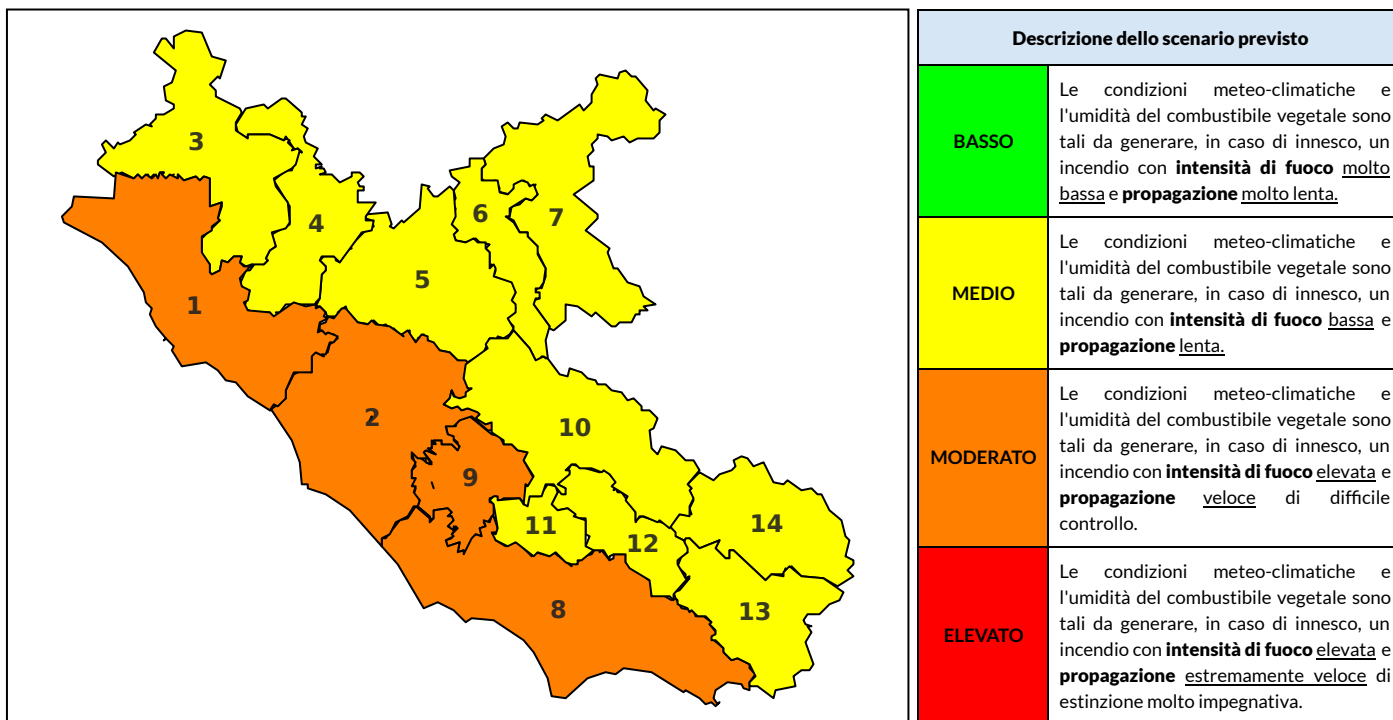 3
4
6
7
5
1
2
10
9
11
12
14
8
13
Descrizione dello scenario previsto
BASSO
Le condizioni meteo-climatiche e
l'umidità del combustibile vegetale sono
tali da generare, in caso di innesco, un
incendio con intensità di fuoco molto
bassa e propagazione molto lenta.
MEDIO
Le condizioni meteo-climatiche e
l'umidità del combustibile vegetale sono
tali da generare, in caso di innesco, un
incendio con intensità di fuoco bassa e
propagazione lenta.
MODERATO
Le condizioni meteo-climatiche e
l'umidità del combustibile vegetale sono
tali da generare, in caso di innesco, un
incendio con intensità di fuoco elevata e
propagazione veloce di difficile
controllo.
ELEVATO
Le condizioni meteo-climatiche e
l'umidità del combustibile vegetale sono
tali da generare, in caso di innesco, un
incendio con intensità di fuoco elevata e
propagazione estremamente veloce di
estinzione molto impegnativa.